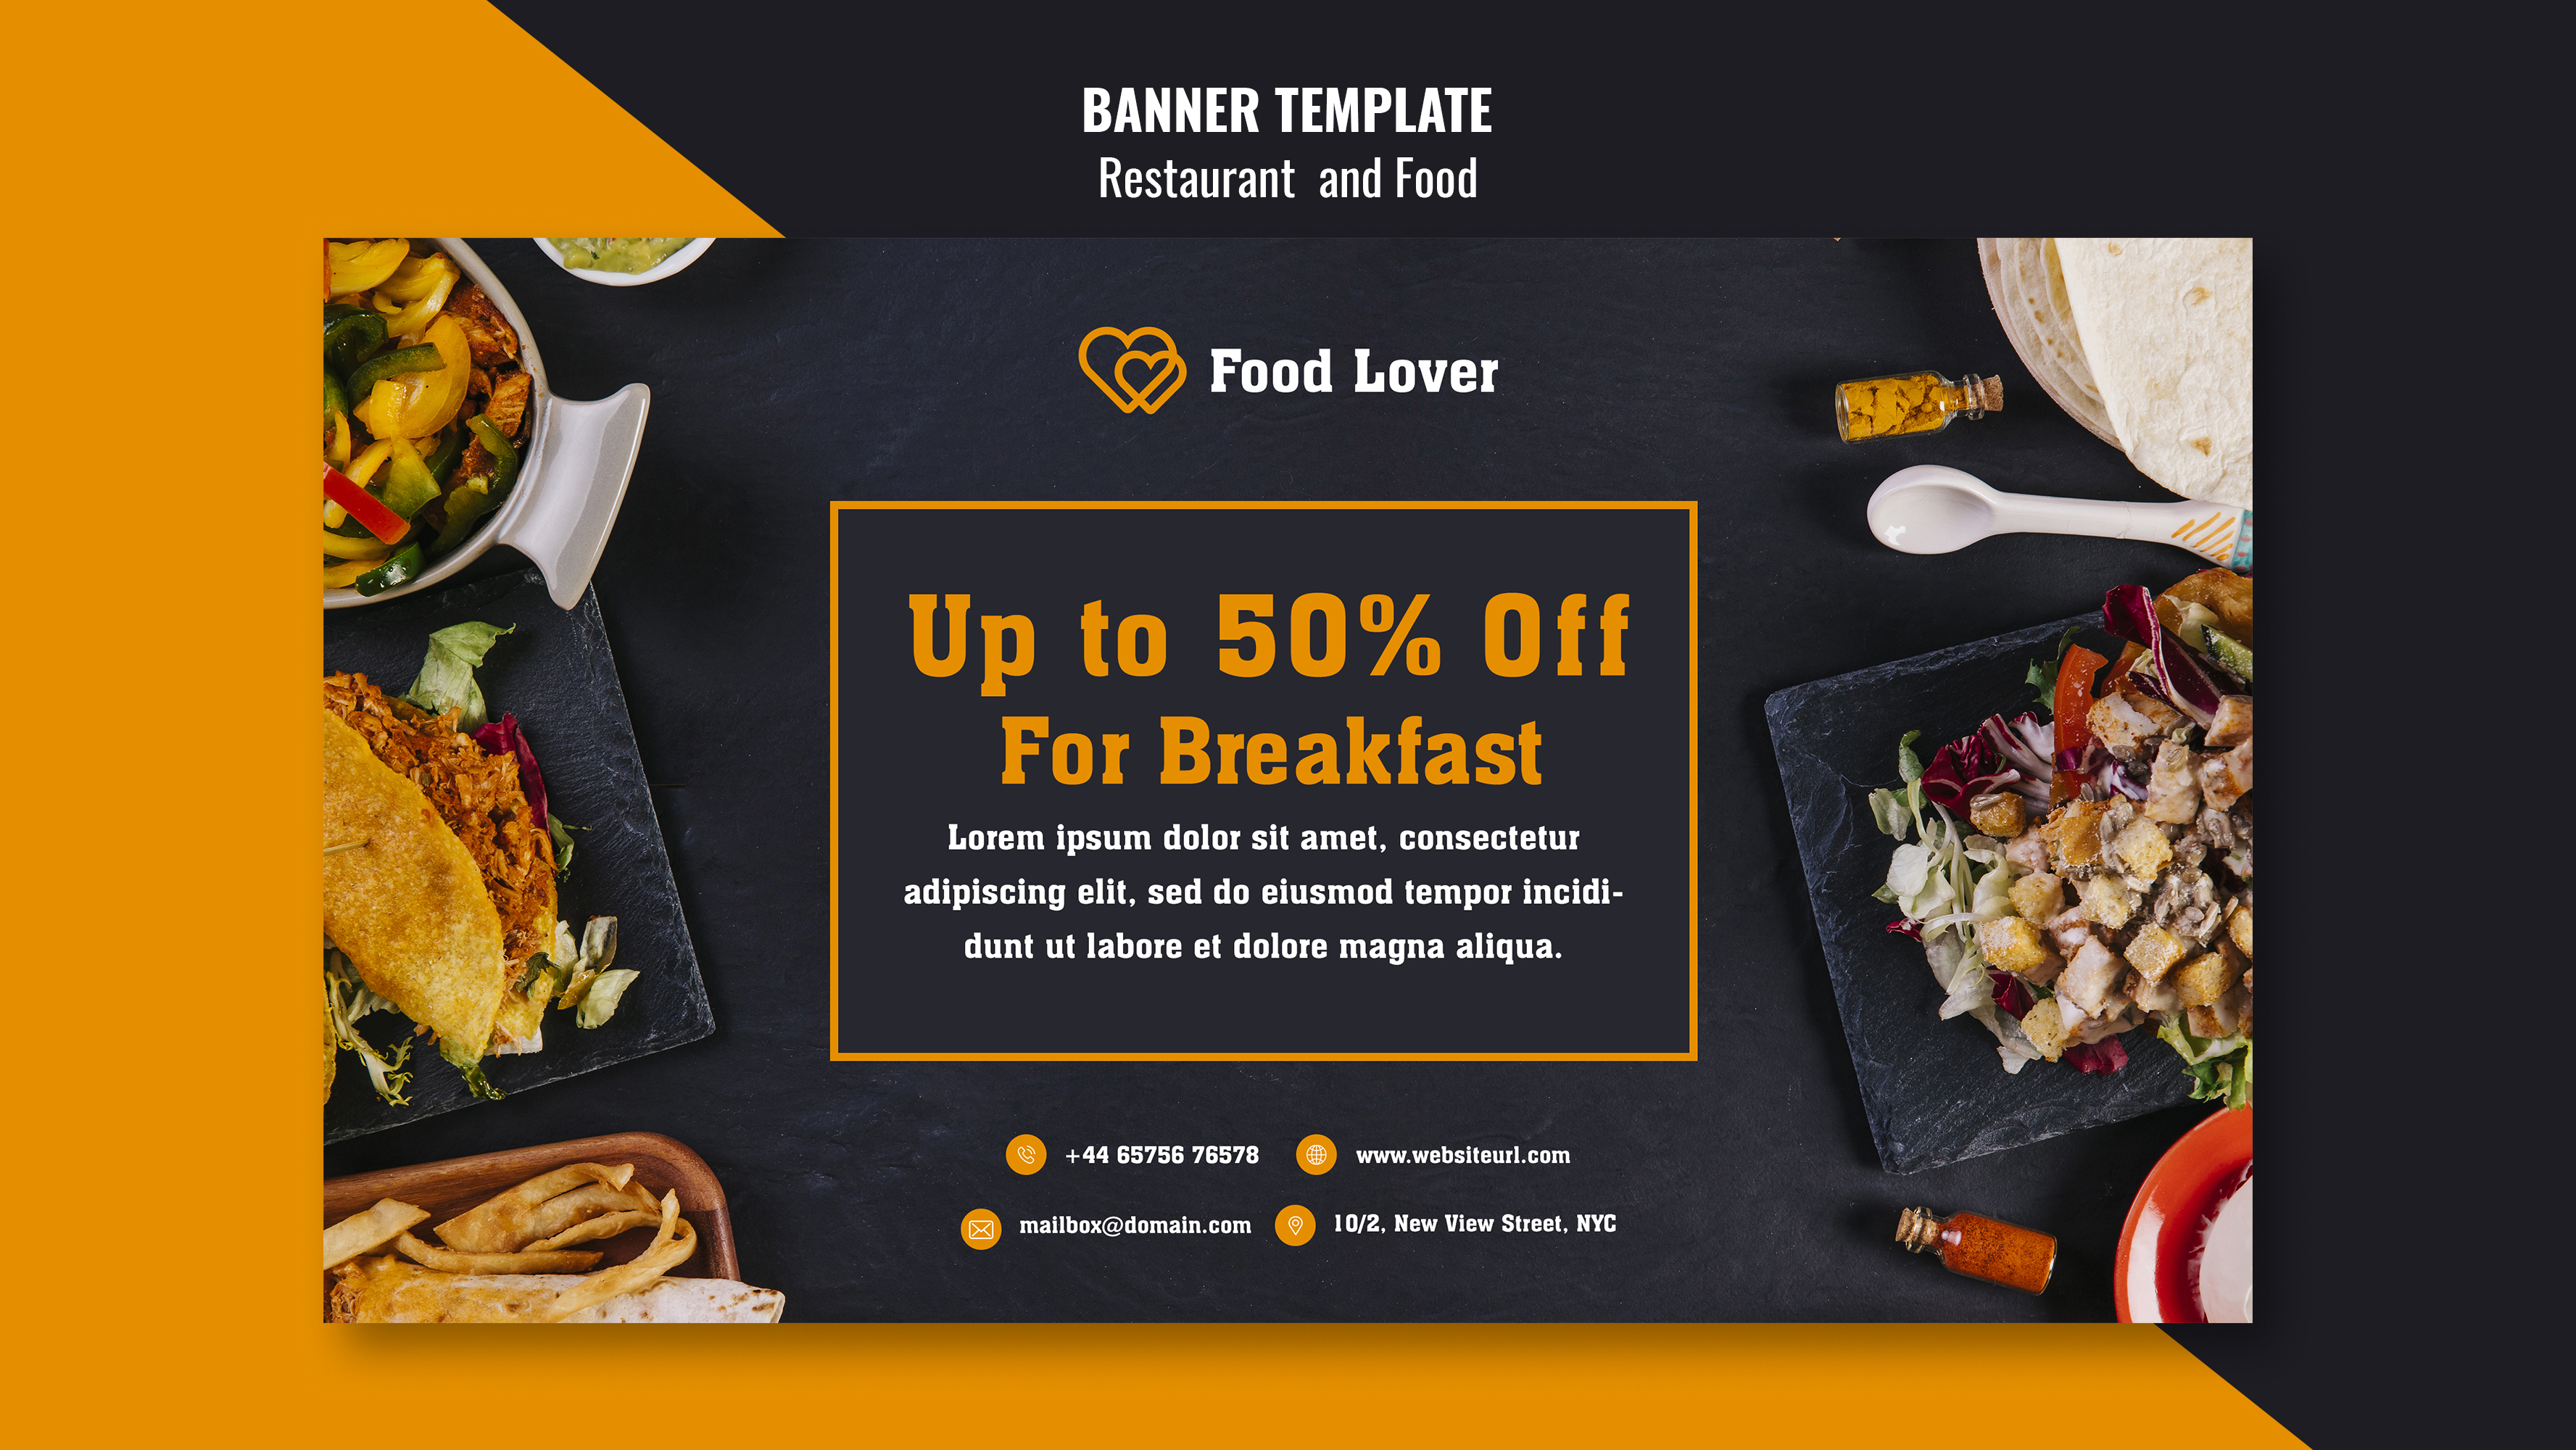 BANNER TEMPLATE
Restaurant  and Food
Food Lover
Up to 50% Off
For Breakfast
Lorem ipsum dolor sit amet, consectetur
adipiscing elit, sed do eiusmod tempor incidi-
dunt ut labore et dolore magna aliqua.
+44 65756 76578
www.websiteurl.com
mailbox@domain.com
10/2, New View Street, NYC